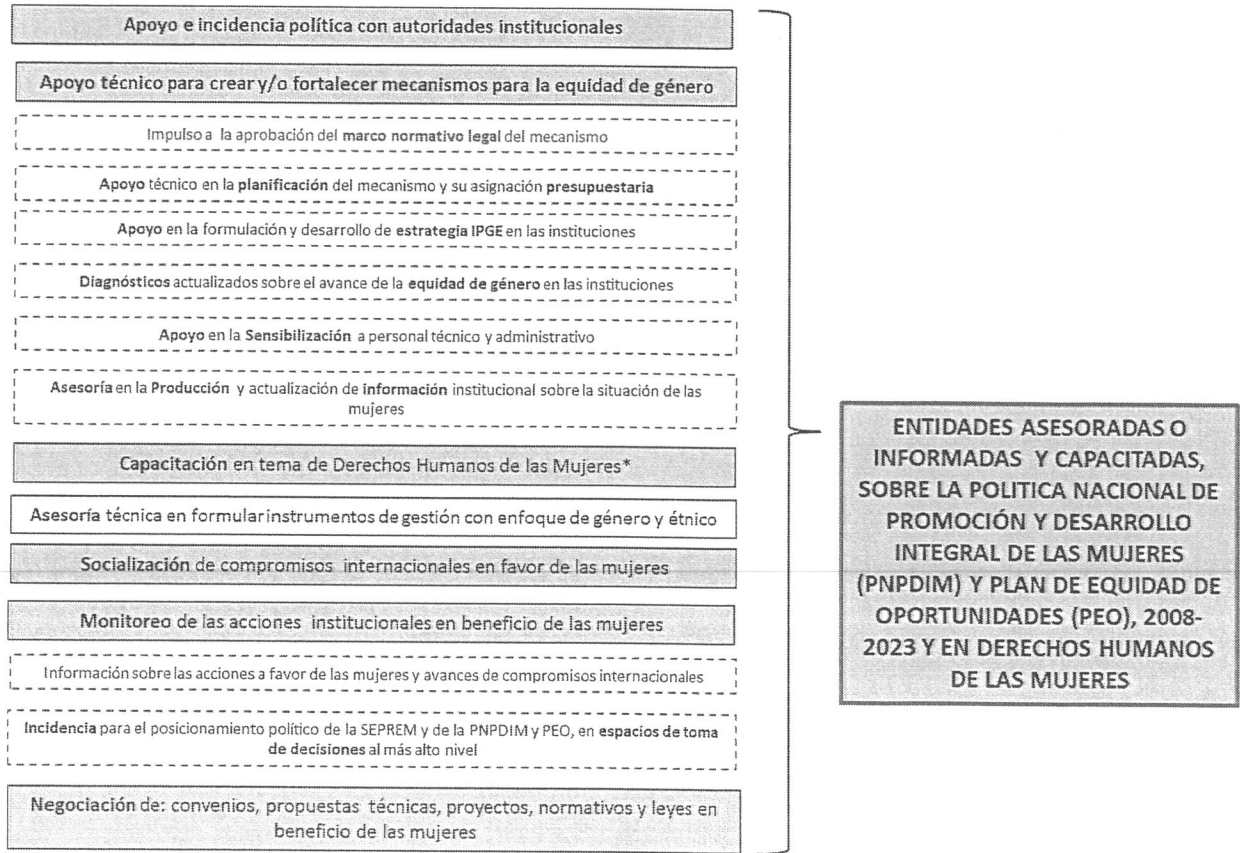 Apoyo e incidencia política con autoridades institucionales
Apoyo técnico para crear y/o fortalecer mecanismos para la equidad de género
Impulso a la aprobación del marco normativo legal del mecanismo
Apoyo técnico en la planificación del mecanismo y su asignación presupuestaria
Apoyo en la formulación y desarrollo de estrategia IPGE en las instituciones
Diagnósticos actualizados sobre el avance de la equidad de género en las instituciones
Apoyo en la Sensibilización a personal técnico y administrativo
Asesoría en la Producción y actualización de información institucional sobre la situación de las
mujeres
Capacitación en tema de Derechos Humanos de las Mujeres*
Asesoría técnica en formular instrumentos de gestión con enfoque de género y étnico
Socialización de compromisos internacionales en favor de las mujeres
Monitoreo de las acciones institucionales en beneficio de las mujeres
Información sobre las acciones a favor de las mujeres y avances de compromisos internacionales
Incidencia para el posicionamiento político de la SEPREM y de la PNPDIM y PEO, en espacios de toma
de decisiones al más alto nivel
Negociación de: convenios, propuestas técnicas, proyectos, normativos y leyes en
beneficio de las mujeres
ENTIDADES ASESORADAS O
INFORMADAS Y CAPACITADAS,
SOBRE LA POLITICA NACIONAL DE
PROMOCIÓN Y DESARROLLO
INTEGRAL DE LAS MUJERES
(PNPDIM) Y PLAN DE EQUIDAD DE
OPORTUNIDADES (PEO), 2008-
2023 Y EN DERECHOS HUMANOS
DE LAS MUJERES